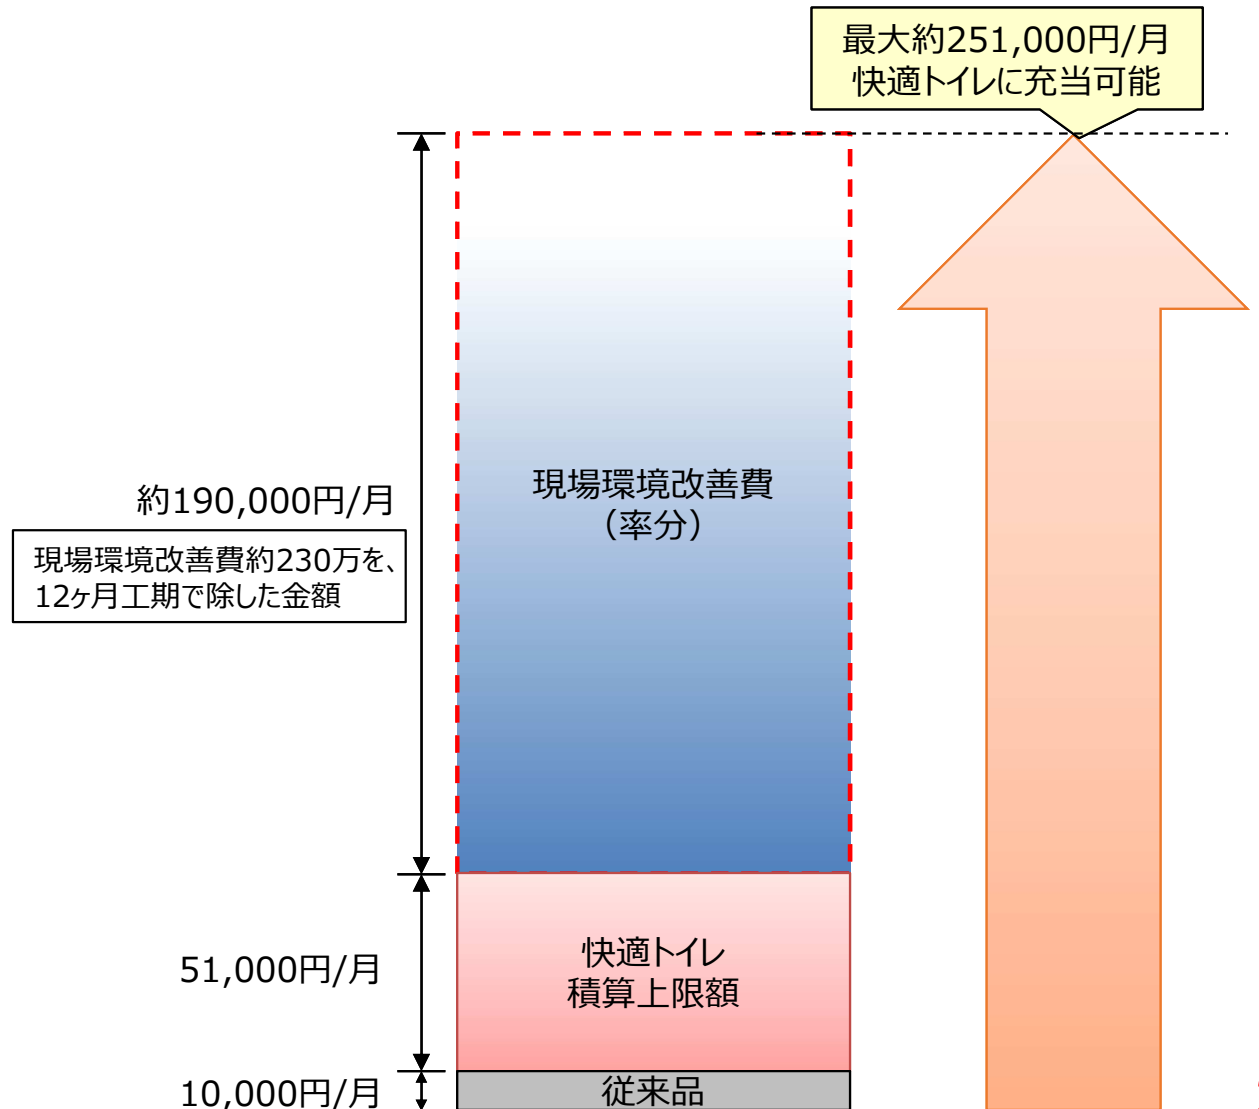 最大約251,000円/月
快適トイレに充当可能
約190,000円/月
現場環境改善費約230万を、
12ヶ月工期で除した金額
現場環境改善費
（率分）
51,000円/月
快適トイレ
積算上限額
10,000円/月
従来品